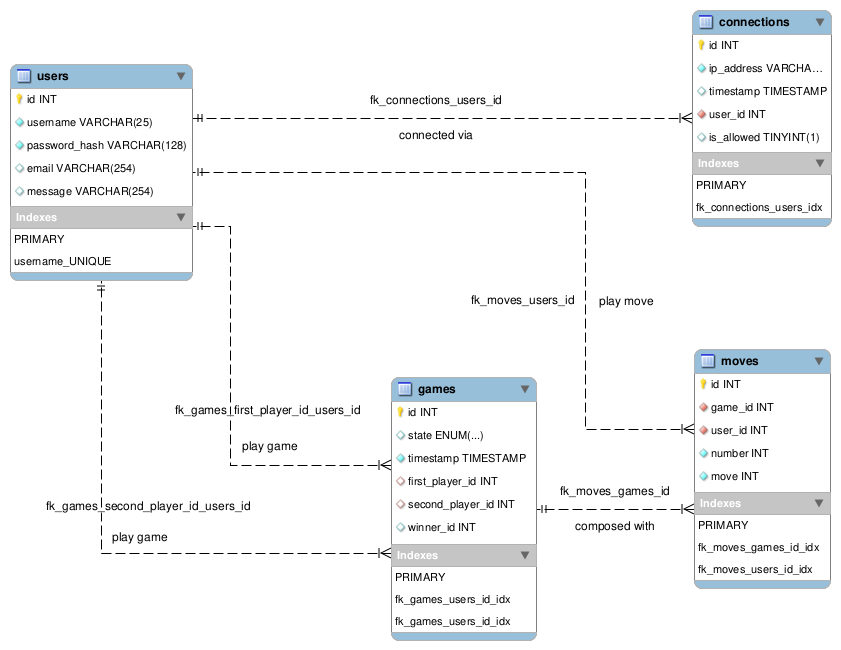 users
id INT
username VARCHAR(25)
password_hash VARCHAR(128)
email VARCHAR(254)
message VARCHAR(254)
Indexes
PRIMARY
username_UNIQUE
fk_connections_users_id
connected via
connections
id INT
ip_address VARCHA...
timestamp TIMESTAMP
user_id INT
is_allowed TINYINT(1)
Indexes
PRIMARY
fk_connections_users_idx
fk_moves_users_id
play move
fk_games_first_player_id_users_id
play game
fk_games_second_player_id_users_id
play game
games
id INT
state ENUM(...)
timestamp TIMESTAMP
first_player_id INT
second_player_id INT
winner_id INT
Indexes
PRIMARY
fk_games_users_id_idx
fk_games_users_id_idx
fk_moves_games_id
composed with
moves
id INT
game_id INT
user_id INT
number INT
move INT
Indexes
PRIMARY
fk_moves_games_id_idx
fk_moves_users_id_idx